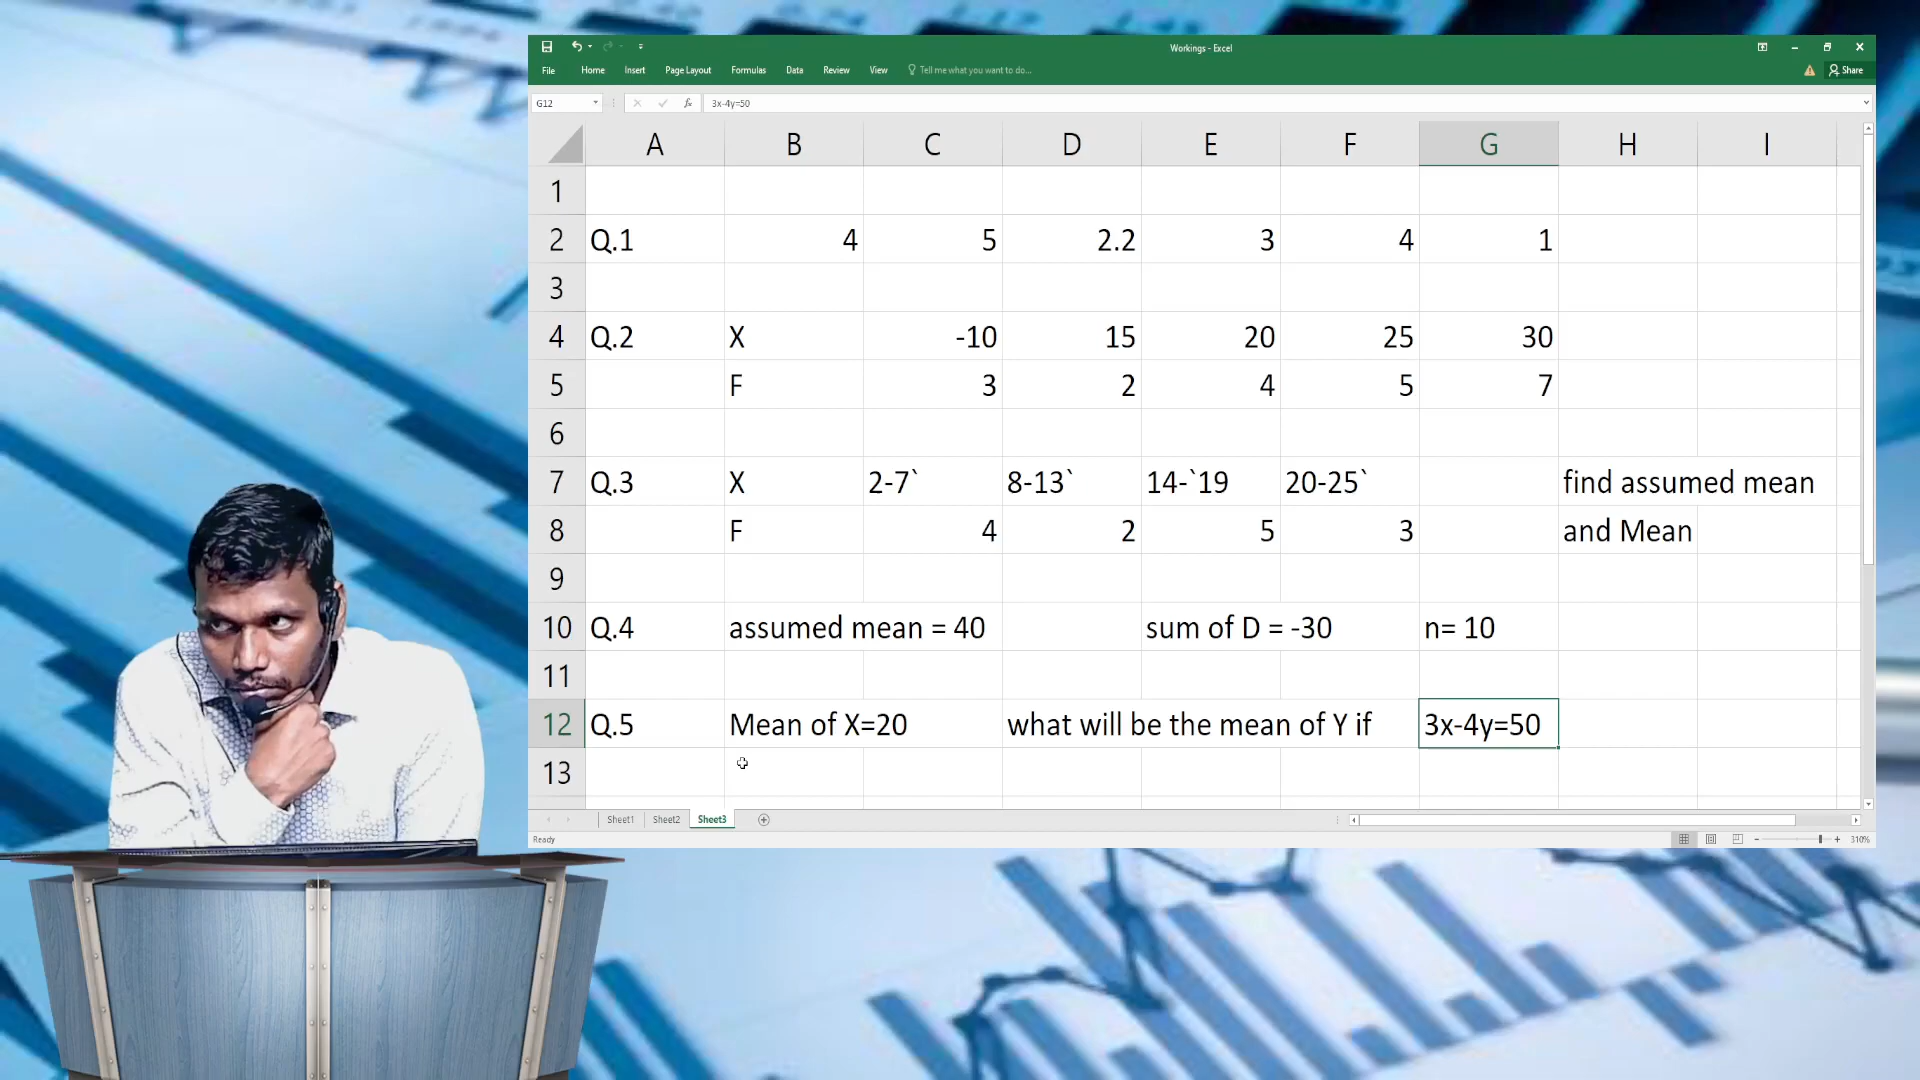 Workings - Excel
File Home Insert Page Layout Formulas Data Review View Tell me what you want to do... Share
G12 fx 3x-4y=50
A B C D E F G H I
1
2 Q.1 4 5 2.2 3 4 1
3
4 Q.2 X -10 15 20 25 30
5 F 3 2 4 5 7
6
7 Q.3 X 2-7` 8-13` 14-`19 20-25` find assumed mean
8 F 4 2 5 3 and Mean
9
10 Q.4 assumed mean = 40 sum of D = -30 n= 10
11
12 Q.5 Mean of X=20 what will be the mean of Y if 3x-4y=50
13
Sheet1 Sheet2 Sheet3
Ready 310%